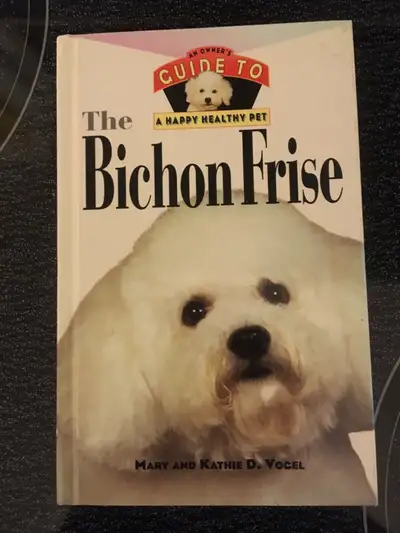 AN OWNER'S
GUIDE TO
A HAPPY HEALTHY PET
The
Bichon Frise
MARY AND KATHIE D. VOGEL